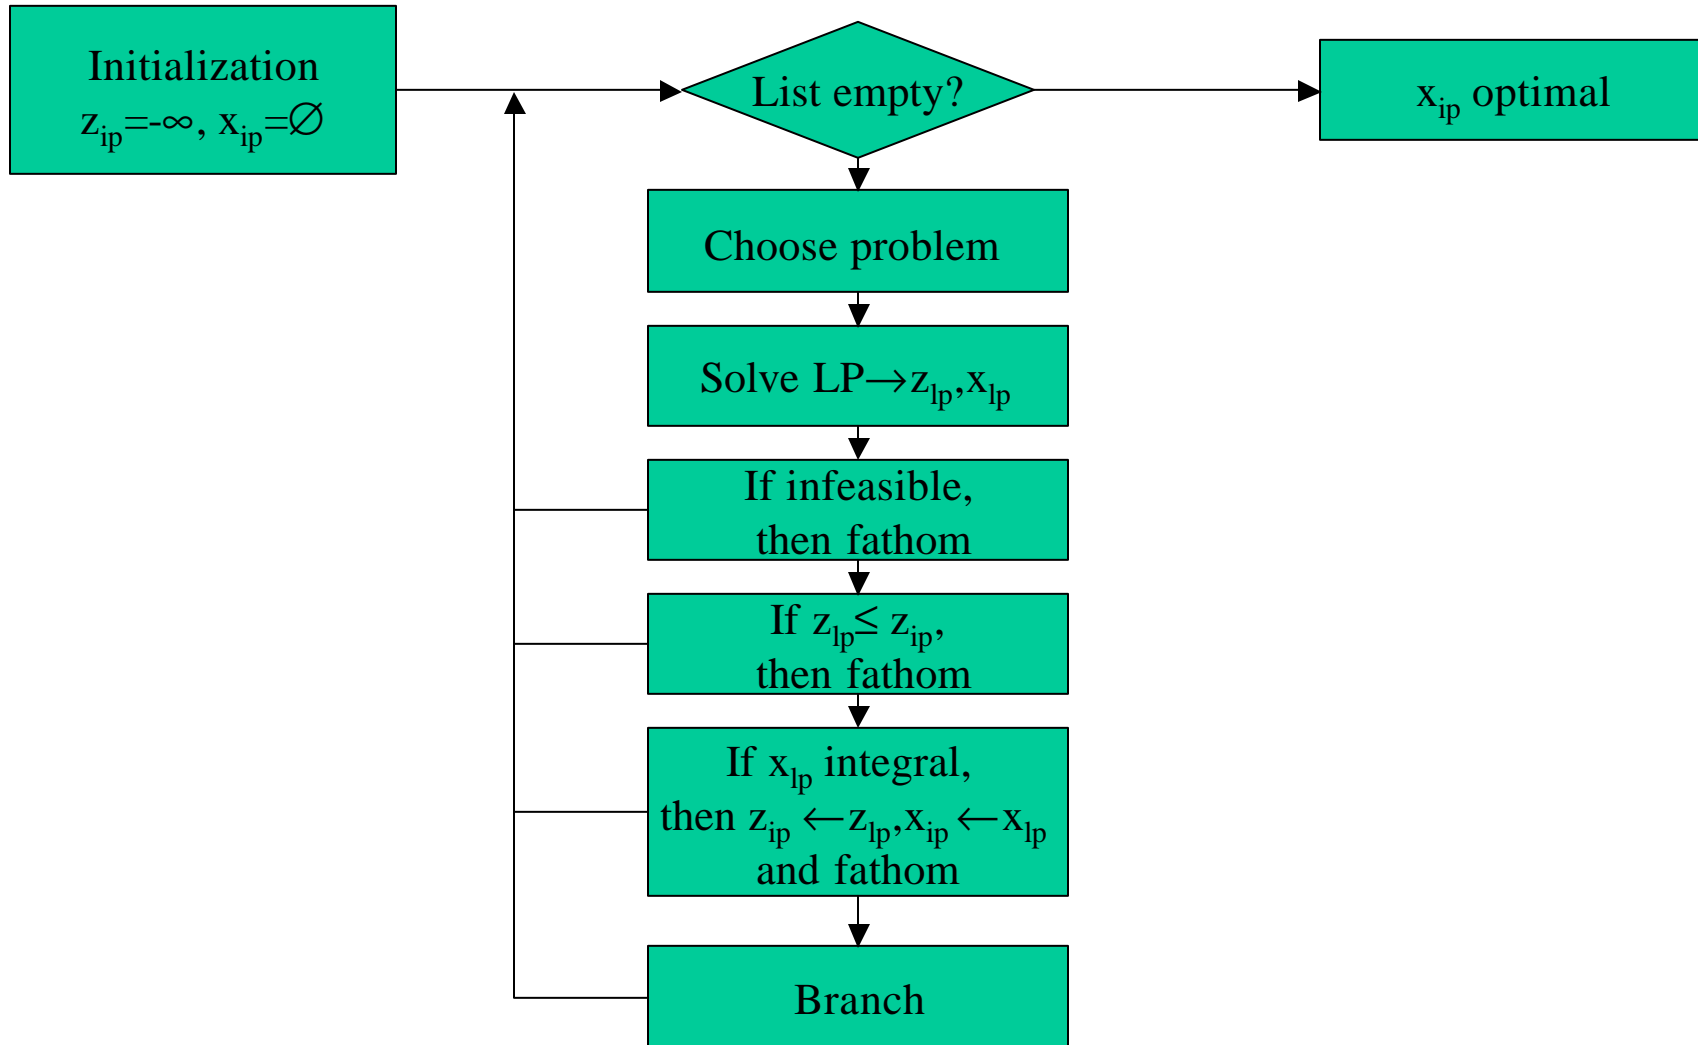 Initialization
z_ip=-∞, x_ip=∅
List empty?
x_ip optimal
Choose problem
Solve LP→z_lp,x_lp
If infeasible,
then fathom
If z_lp≤ z_ip,
then fathom
If x_lp integral,
then z_ip ←z_lp,x_ip ←x_lp
and fathom
Branch